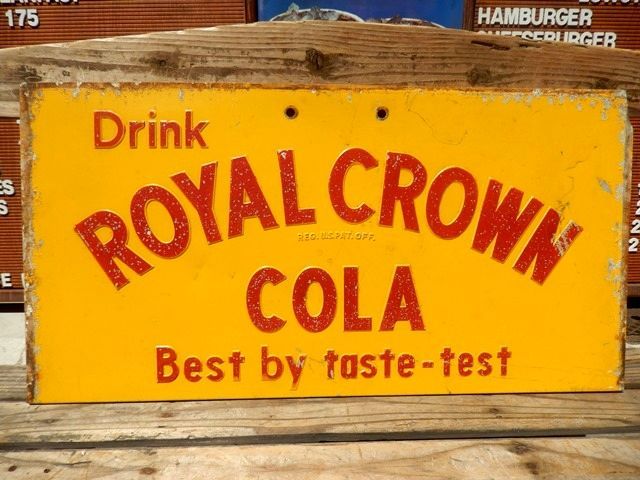 175
HAMBURGER
CHEESEBURGER
Drink
ROYAL CROWN
REG. U.S. PAT. OFF.
COLA
Best by taste-test